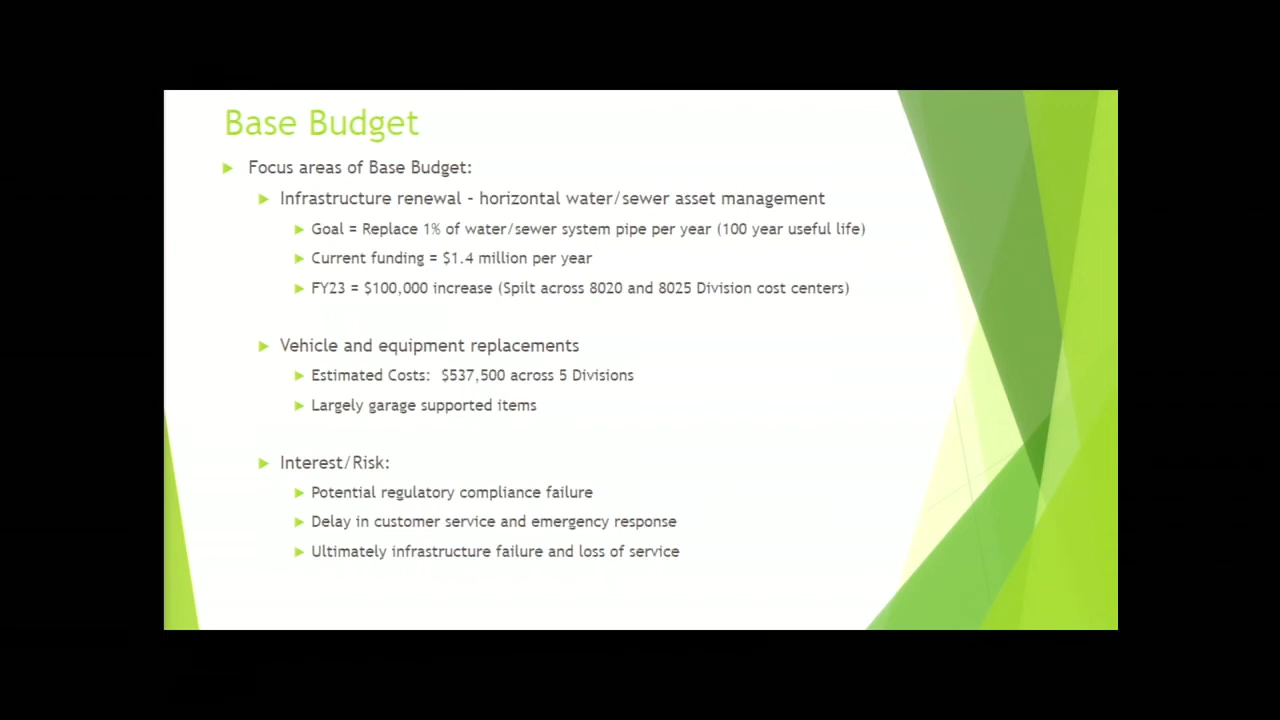 Base Budget
Focus areas of Base Budget:
Infrastructure renewal - horizontal water/sewer asset management
Goal = Replace 1% of water/sewer system pipe per year (100 year useful life)
Current funding = $1.4 million per year
FY23 = $100,000 increase (Spilt across 8020 and 8025 Division cost centers)
Vehicle and equipment replacements
Estimated Costs: $537,500 across 5 Divisions
Largely garage supported items
Interest/Risk:
Potential regulatory compliance failure
Delay in customer service and emergency response
Ultimately infrastructure failure and loss of service